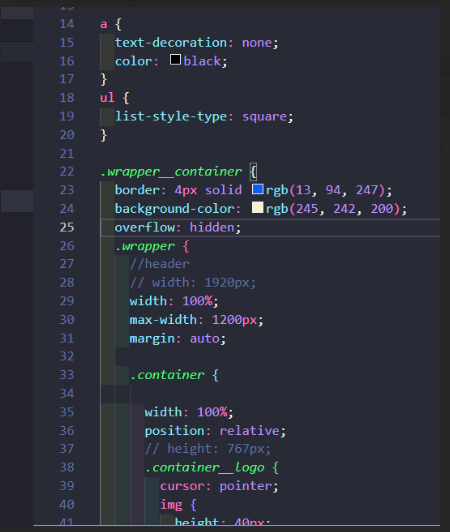 14 a {
15 text-decoration: none;
16 color: black;
17 }
18 ul {
19 list-style-type: square;
20 }
21
22 .wrapper__container {
23 border: 4px solid rgb(13, 94, 247);
24 background-color: rgb(245, 242, 200);
25 overflow: hidden;
26 .wrapper {
27 //header
28 // width: 1920px;
29 width: 100%;
30 max-width: 1200px;
31 margin: auto;
32
33 .container {
34
35 width: 100%;
36 position: relative;
37 // height: 767px;
38 .container__logo {
39 cursor: pointer;
40 img {
41 height: 40px;